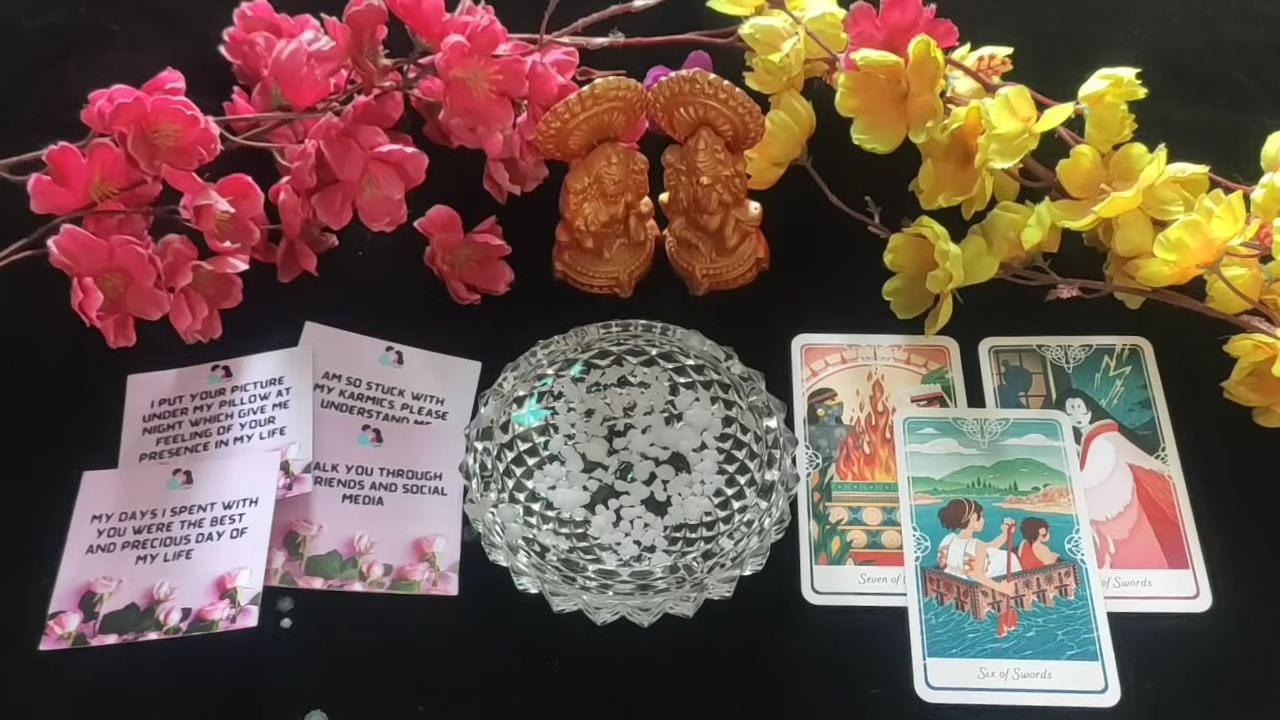 I PUT YOUR PICTURE
UNDER MY PILLOW AT
NIGHT WHICH GIVE ME
FEELING OF YOUR
PRESENCE IN MY LIFE
AM SO STUCK WITH
MY KARMICS, PLEASE
UNDERSTAND
ALK YOU THROUGH
RIENDS AND SOCIAL
MEDIA
MY DAYS I SPENT WITH
YOU WERE THE BEST
AND PRECIOUS DAY OF
MY LIFE
Seven of
of Swords
Six of Swords